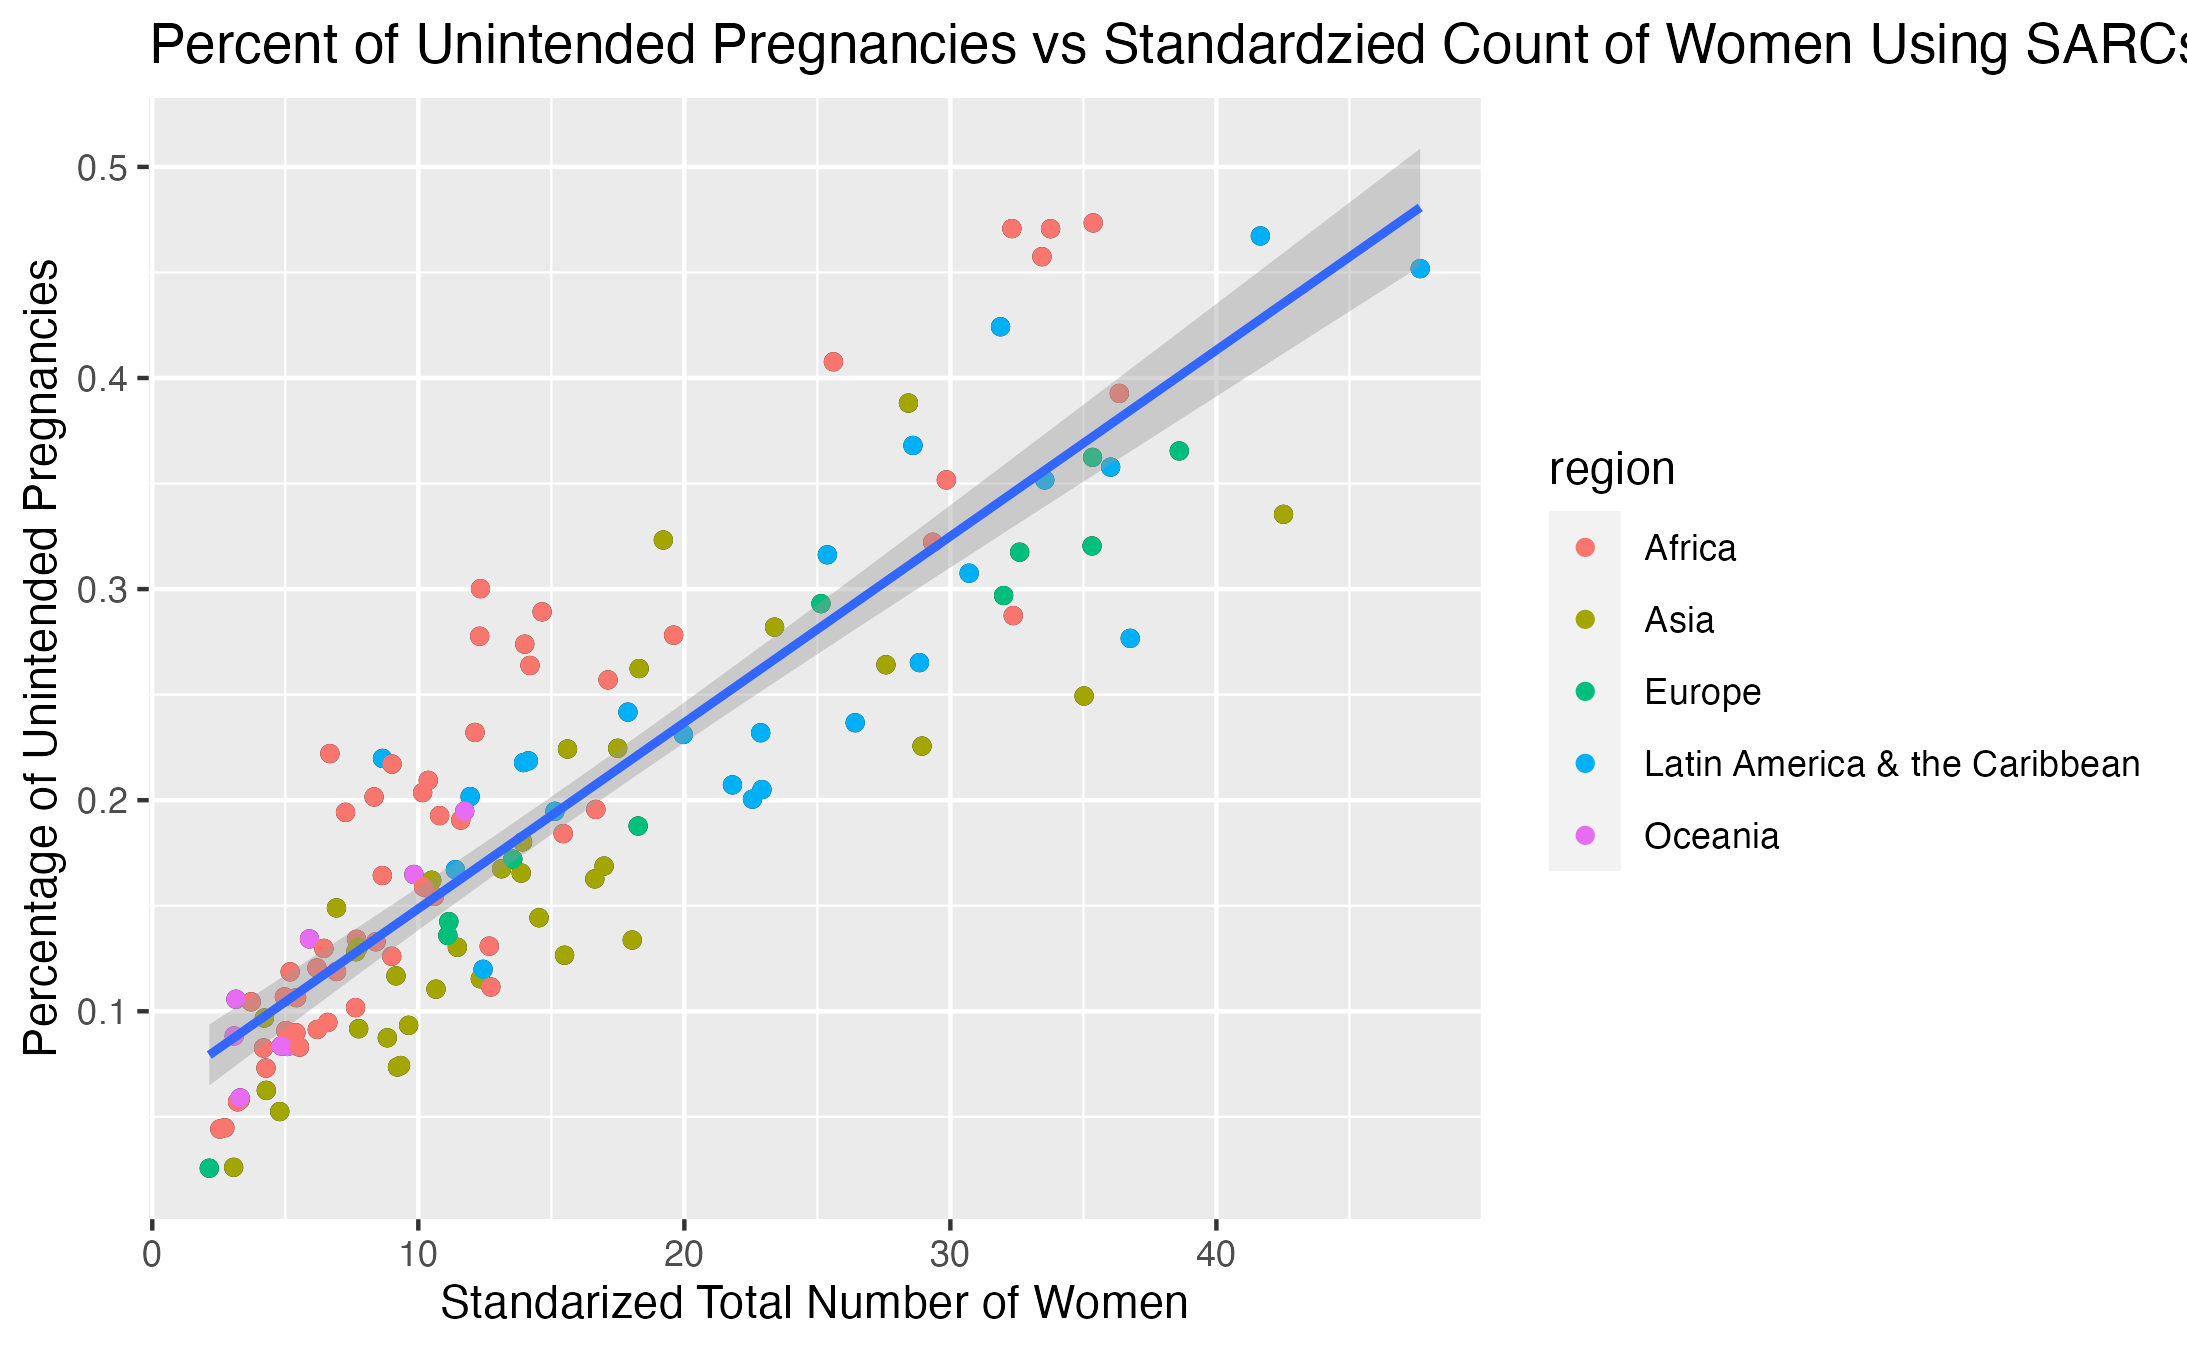 Percent of Unintended Pregnancies vs Standardzied Count of Women Using SARCs
Percentage of Unintended Pregnancies
0.5
0.4
0.3
0.2
0.1
0 10 20 30 40
Standarized Total Number of Women
region
Africa
Asia
Europe
Latin America & the Caribbean
Oceania